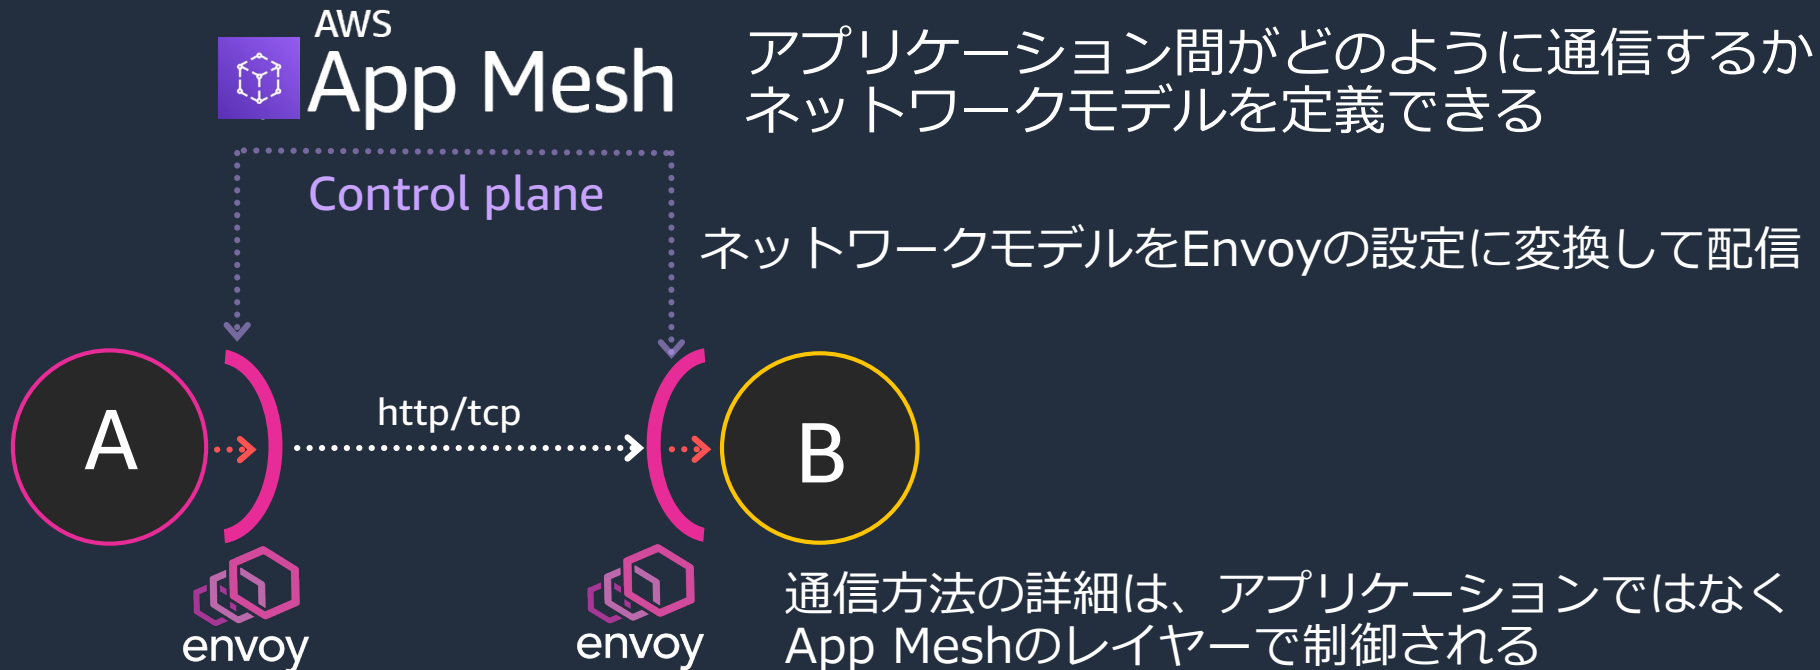 AWS
App Mesh
アプリケーション間がどのように通信するか
ネットワークモデルを定義できる
Control plane
ネットワークモデルをEnvoyの設定に変換して配信
A
http/tcp
B
envoy
envoy
通信方法の詳細は、アプリケーションではなく
App Meshのレイヤーで制御される